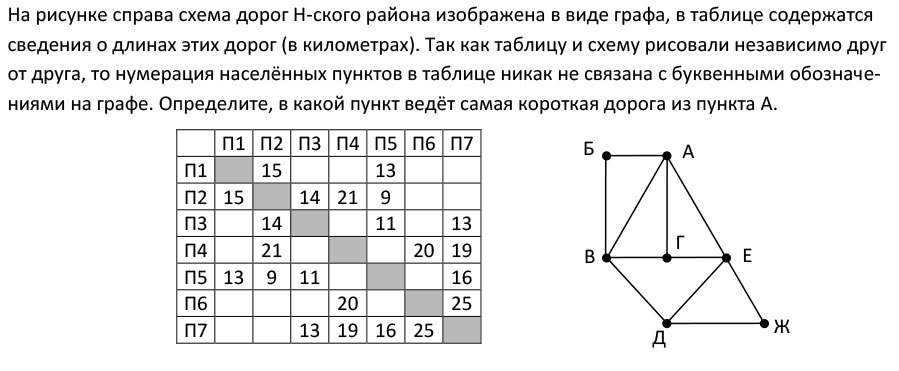 На рисунке справа схема дорог Н-ского района изображена в виде графа, в таблице содержатся
сведения о длинах этих дорог (в километрах). Так как таблицу и схему рисовали независимо друг
от друга, то нумерация населённых пунктов в таблице никак не связана с буквенными обозначе-
ниями на графе. Определите, в какой пункт ведёт самая короткая дорога из пункта А.
П1 П2 П3 П4 П5 П6 П7
П1 15 13
П2 15 14 21 9
П3 14 11 13
П4 21 20 19
П5 13 9 11 16
П6 20 25
П7 13 19 16 25
Б А
В Г Е
Д Ж